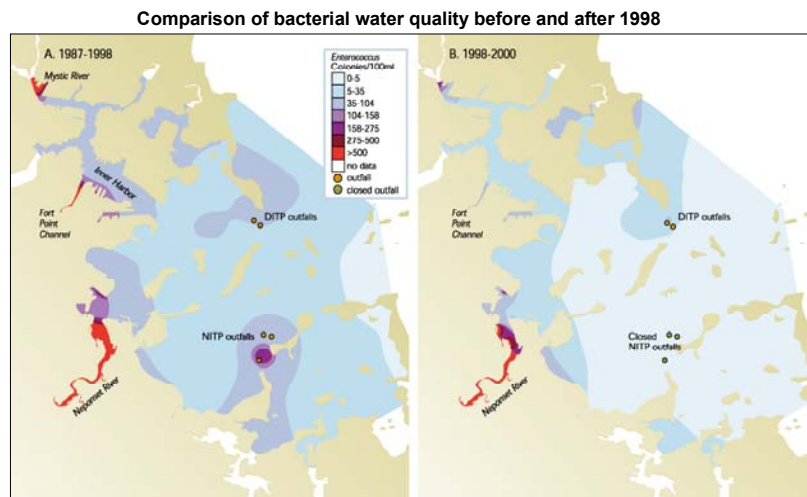 Comparison of bacterial water quality before and after 1998
A. 1987-1998
Mystic River
Inner Harbor
Fort
Point
Channel
DITP outfalls
NITP outfalls
Neponset River
Enterococcus
Colonies/100ml
0-5
5-35
35-104
104-158
158-275
275-500
>500
no data
outfall
closed outfall
B. 1998-2000
Mystic River
Fort
Point
Channel
DITP outfalls
Closed
NITP outfalls
Neponset River